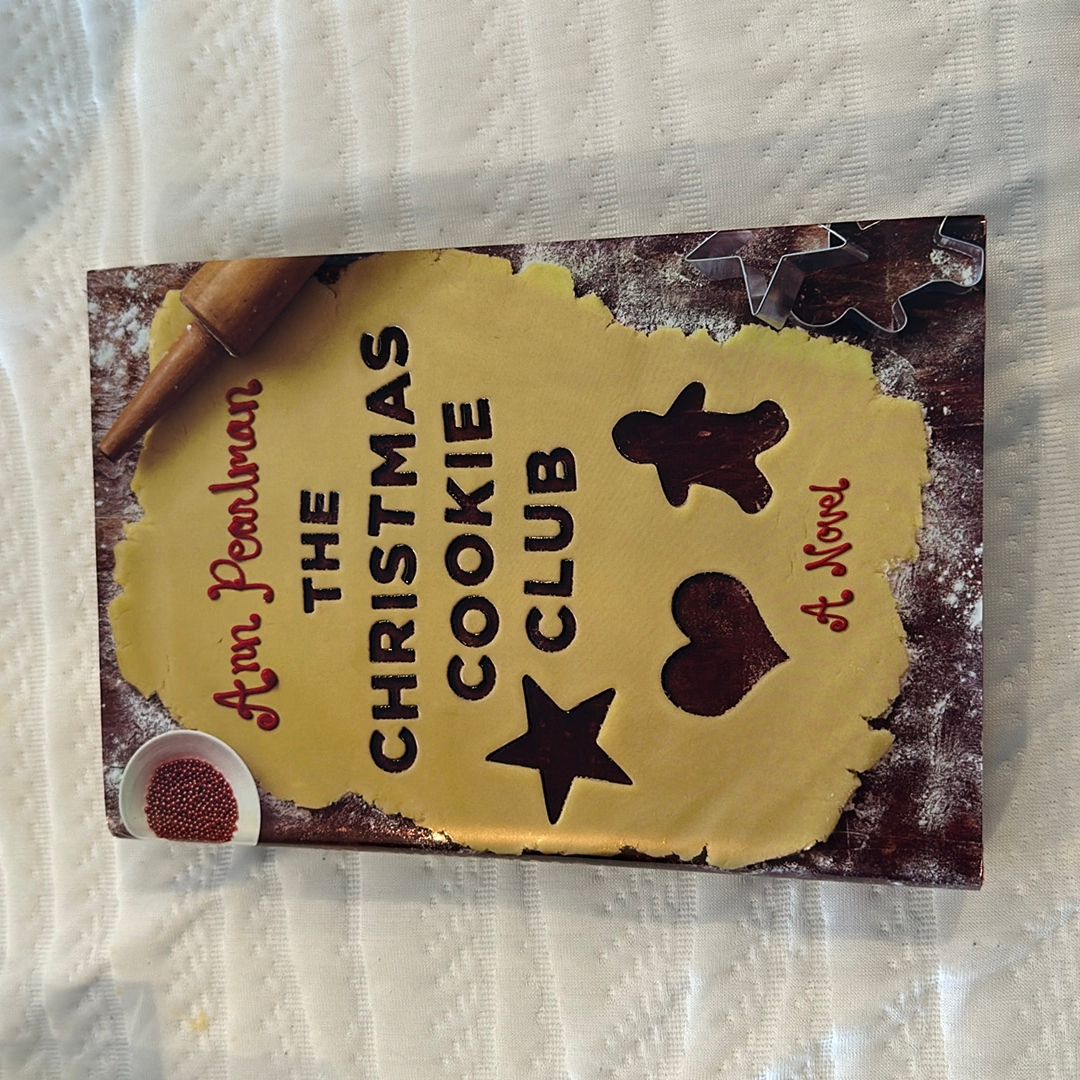 Ann Pearlman
THE
CHRISTMAS
COOKIE
CLUB
A Novel